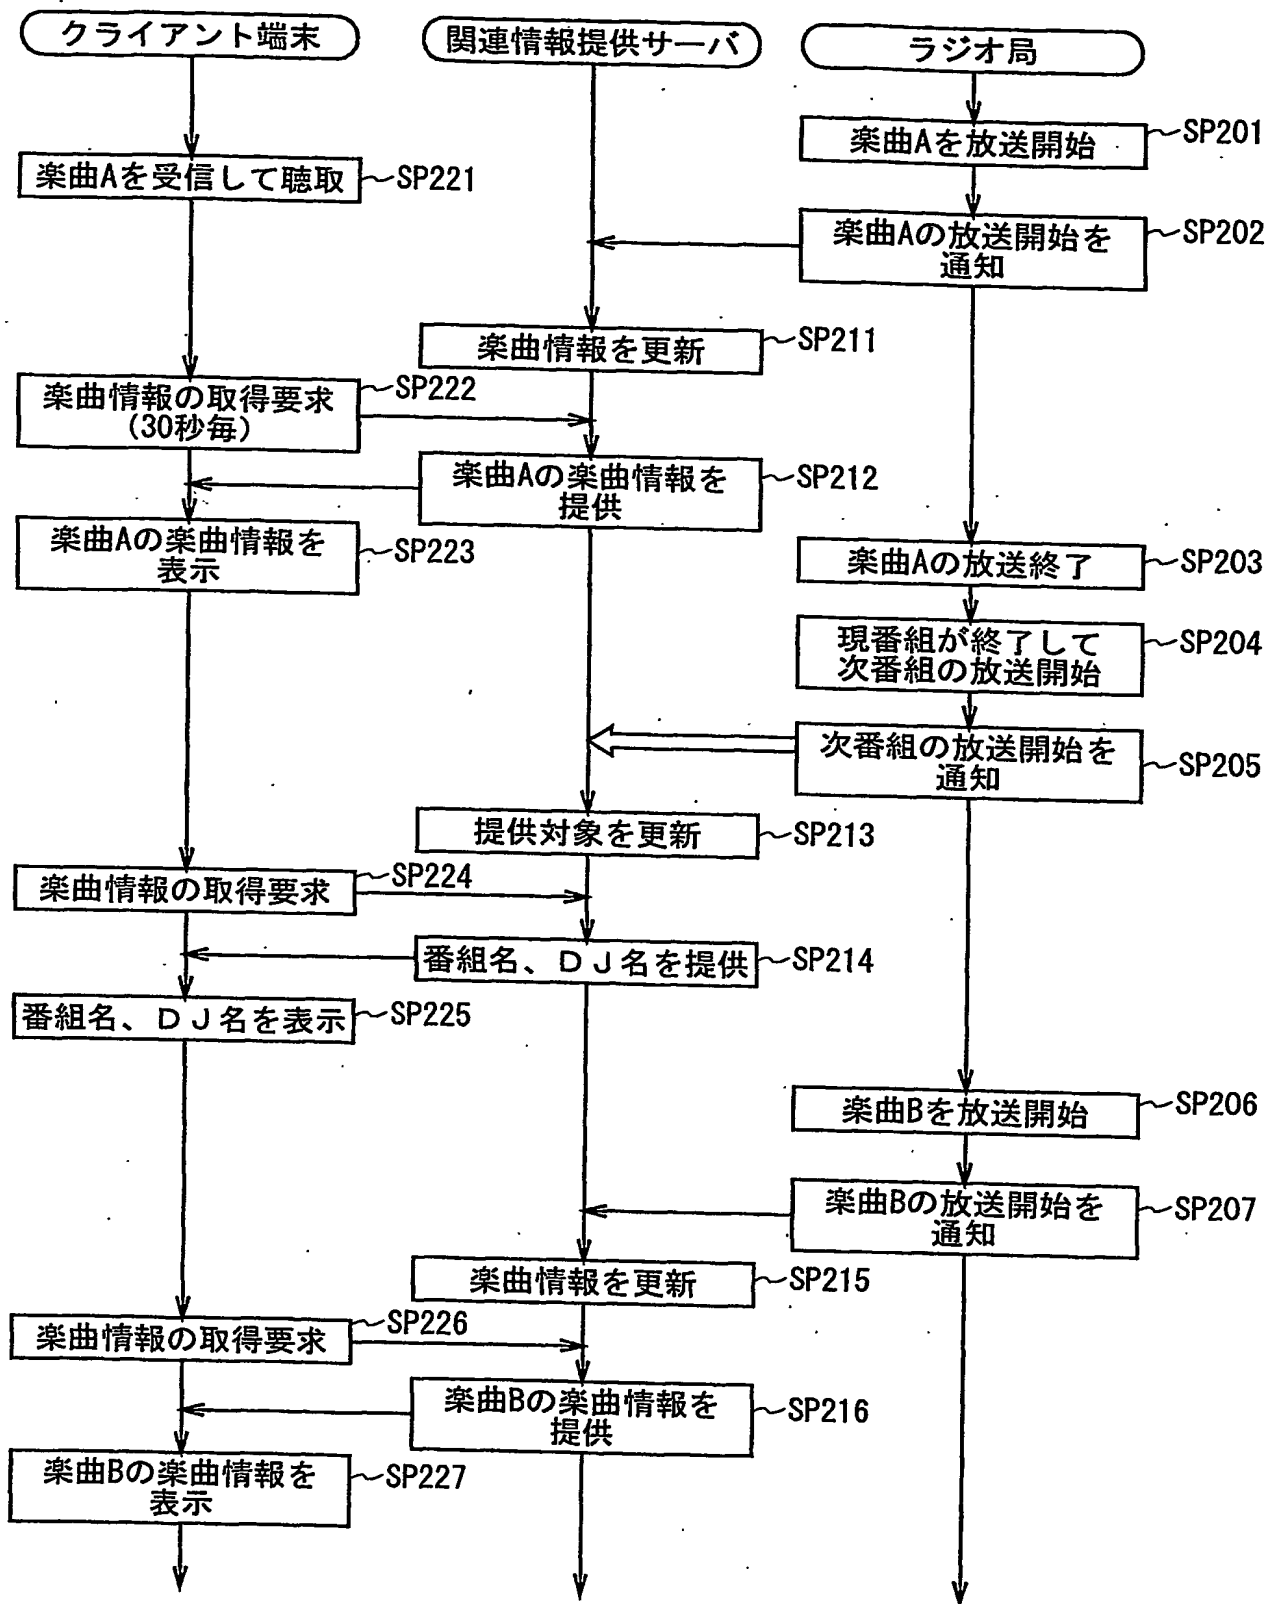 クライアント端末
関連情報提供サーバ
ラジオ局
楽曲Aを放送開始
SP201
楽曲Aを受信して聴取
SP221
楽曲Aの放送開始を
通知
SP202
楽曲情報を更新
SP211
楽曲情報の取得要求
(30秒毎)
SP222
楽曲Aの楽曲情報を
提供
SP212
楽曲Aの楽曲情報を
表示
SP223
楽曲Aの放送終了
SP203
現番組が終了して
次番組の放送開始
SP204
次番組の放送開始を
通知
SP205
提供対象を更新
SP213
楽曲情報の取得要求
SP224
番組名、DJ名を提供
SP214
番組名、DJ名を表示
SP225
楽曲Bを放送開始
SP206
楽曲Bの放送開始を
通知
SP207
楽曲情報を更新
SP215
楽曲情報の取得要求
SP226
楽曲Bの楽曲情報を
提供
SP216
楽曲Bの楽曲情報を
表示
SP227